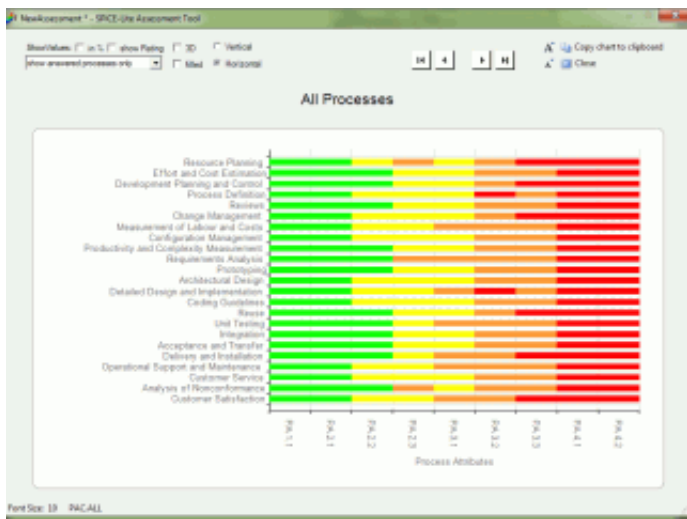 NewAssessment * - SPICE-Lite Assessment Tool
Show Values: in % show Rating 3D Vertical
show answered processes only filled Horizontal
Copy chart to clipboard
Close
All Processes
Resource Planning
Effort and Cost Estimation
Development Planning and Control
Process Definition
Reviews
Change Management
Measurement of Labour and Costs
Configuration Management
Productivity and Complexity Measurement
Requirements Analysis
Prototyping
Architectural Design
Detailed Design and Implementation
Coding Guidelines
Reuse
Unit Testing
Integration
Acceptance and Transfer
Delivery and Installation
Operational Support and Maintenance
Customer Service
Analysis of Nonconformance
Customer Satisfaction
PA.1.1
PA.2.1
PA.2.2
PA.2.3
PA.3.1
PA.3.2
PA.3.3
PA.4.1
PA.4.2
Process Attributes
Font Size: 10 PAC.ALL